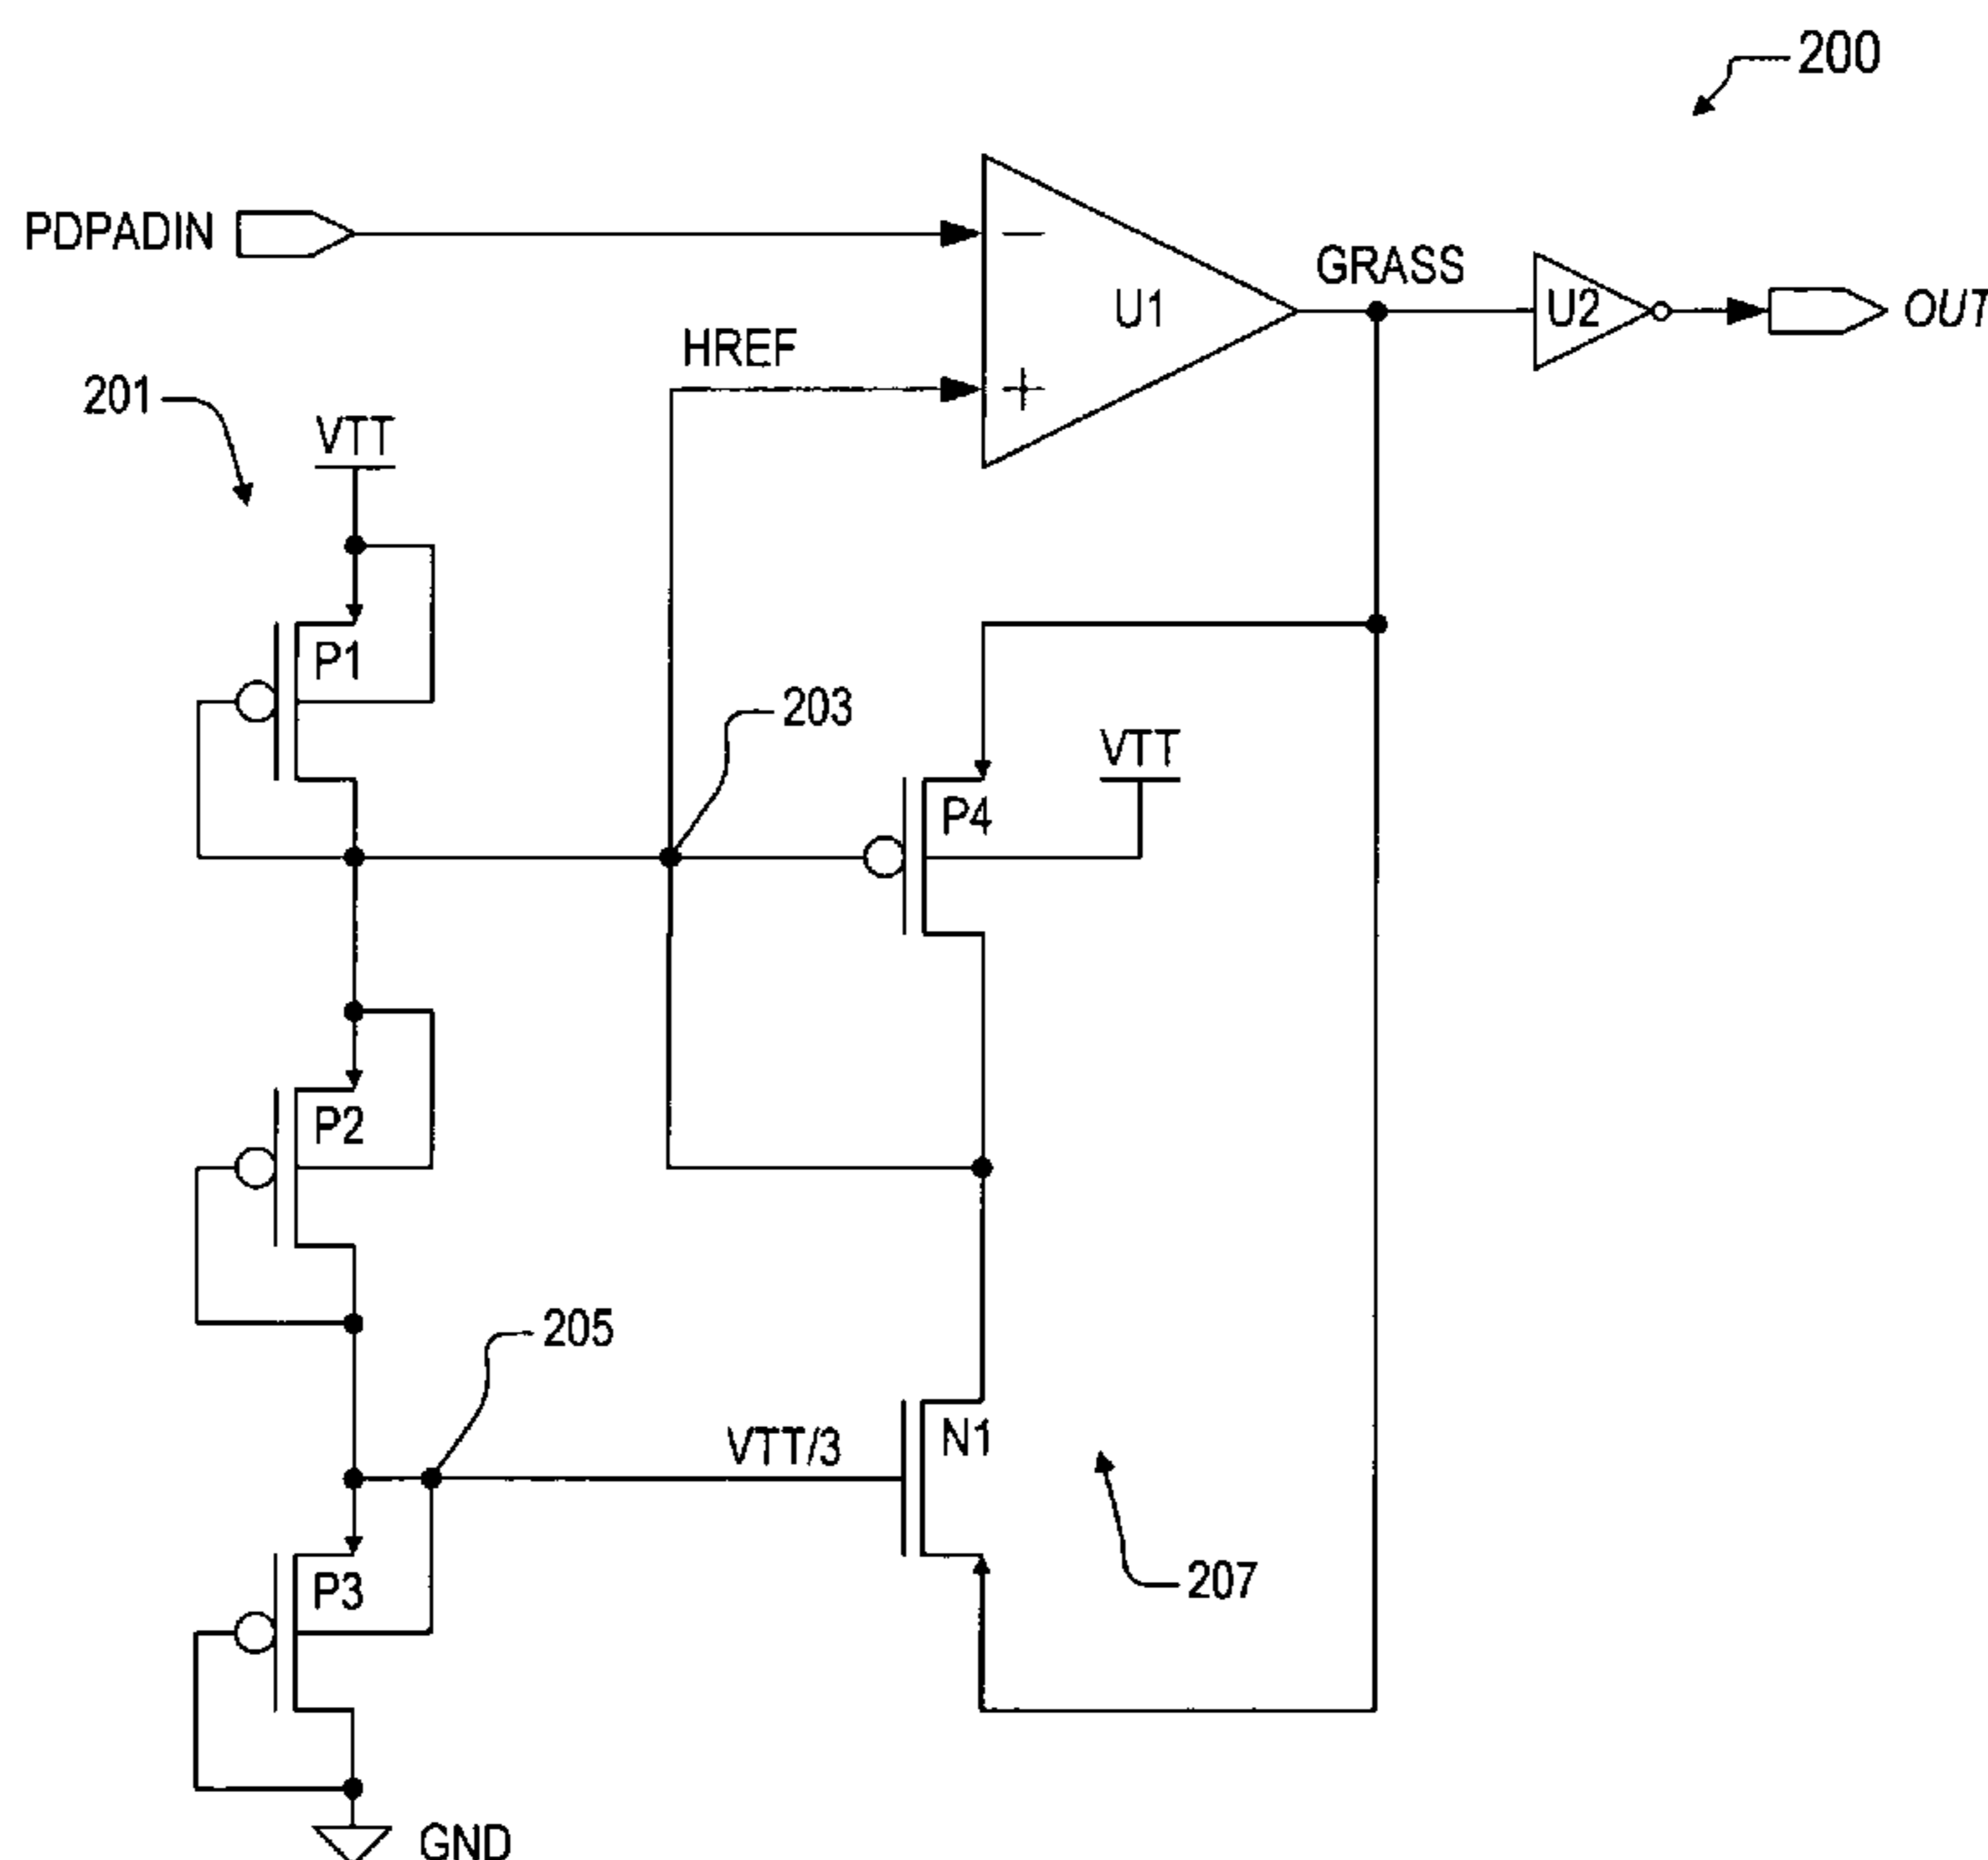 200
PDPADIN
−
U1
GRASS
U2
OUT
HREF
+
201
VTT
P1
203
VTT
P4
P2
205
VTT/3
N1
207
P3
GND